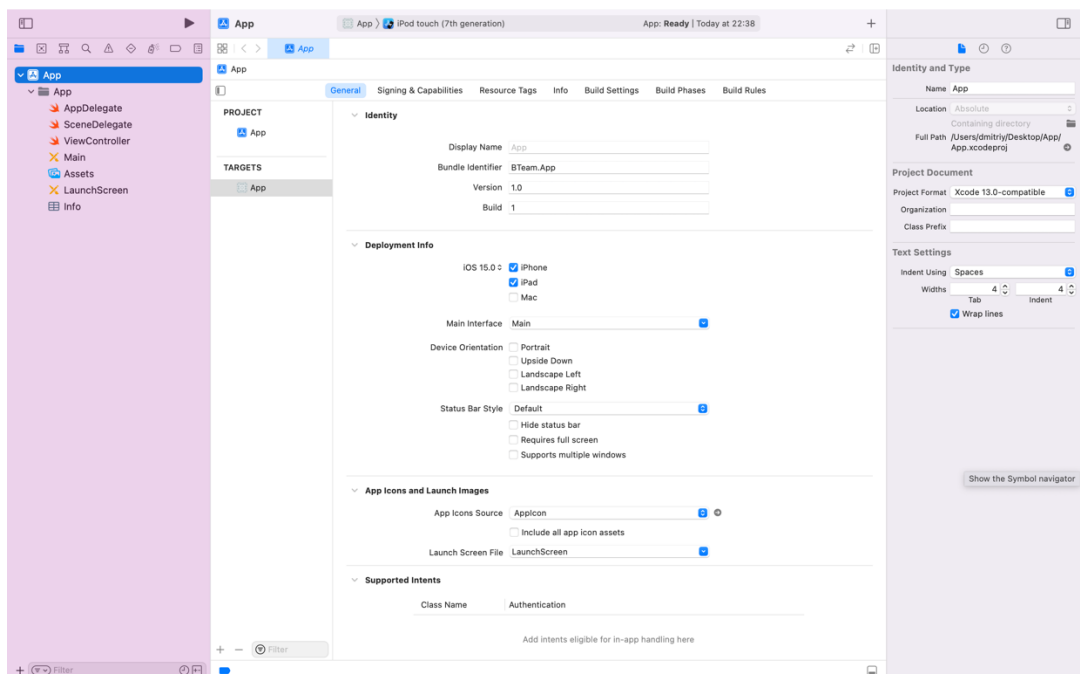 App
App 〉 iPod touch (7th generation)
App: Ready | Today at 22:38
App
App
App
AppDelegate
SceneDelegate
ViewController
Main
Assets
LaunchScreen
Info
Filter
App
General Signing & Capabilities Resource Tags Info Build Settings Build Phases Build Rules
PROJECT
App
TARGETS
App
Filter
Identity
Display Name App
Bundle Identifier BTeam.App
Version 1.0
Build 1
Deployment Info
iOS 15.0 iPhone
iPad
Mac
Main Interface Main
Device Orientation Portrait
Upside Down
Landscape Left
Landscape Right
Status Bar Style Default
Hide status bar
Requires full screen
Supports multiple windows
App Icons and Launch Images
App Icons Source AppIcon
Include all app icon assets
Launch Screen File LaunchScreen
Supported Intents
Class Name Authentication
Add intents eligible for in-app handling here
Identity and Type
Name App
Location Absolute
Containing directory
Full Path /Users/dmitriy/Desktop/App/
App.xcodeproj
Project Document
Project Format Xcode 13.0-compatible
Organization
Class Prefix
Text Settings
Indent Using Spaces
Widths 4 4
Tab Indent
Wrap lines
Show the Symbol navigator